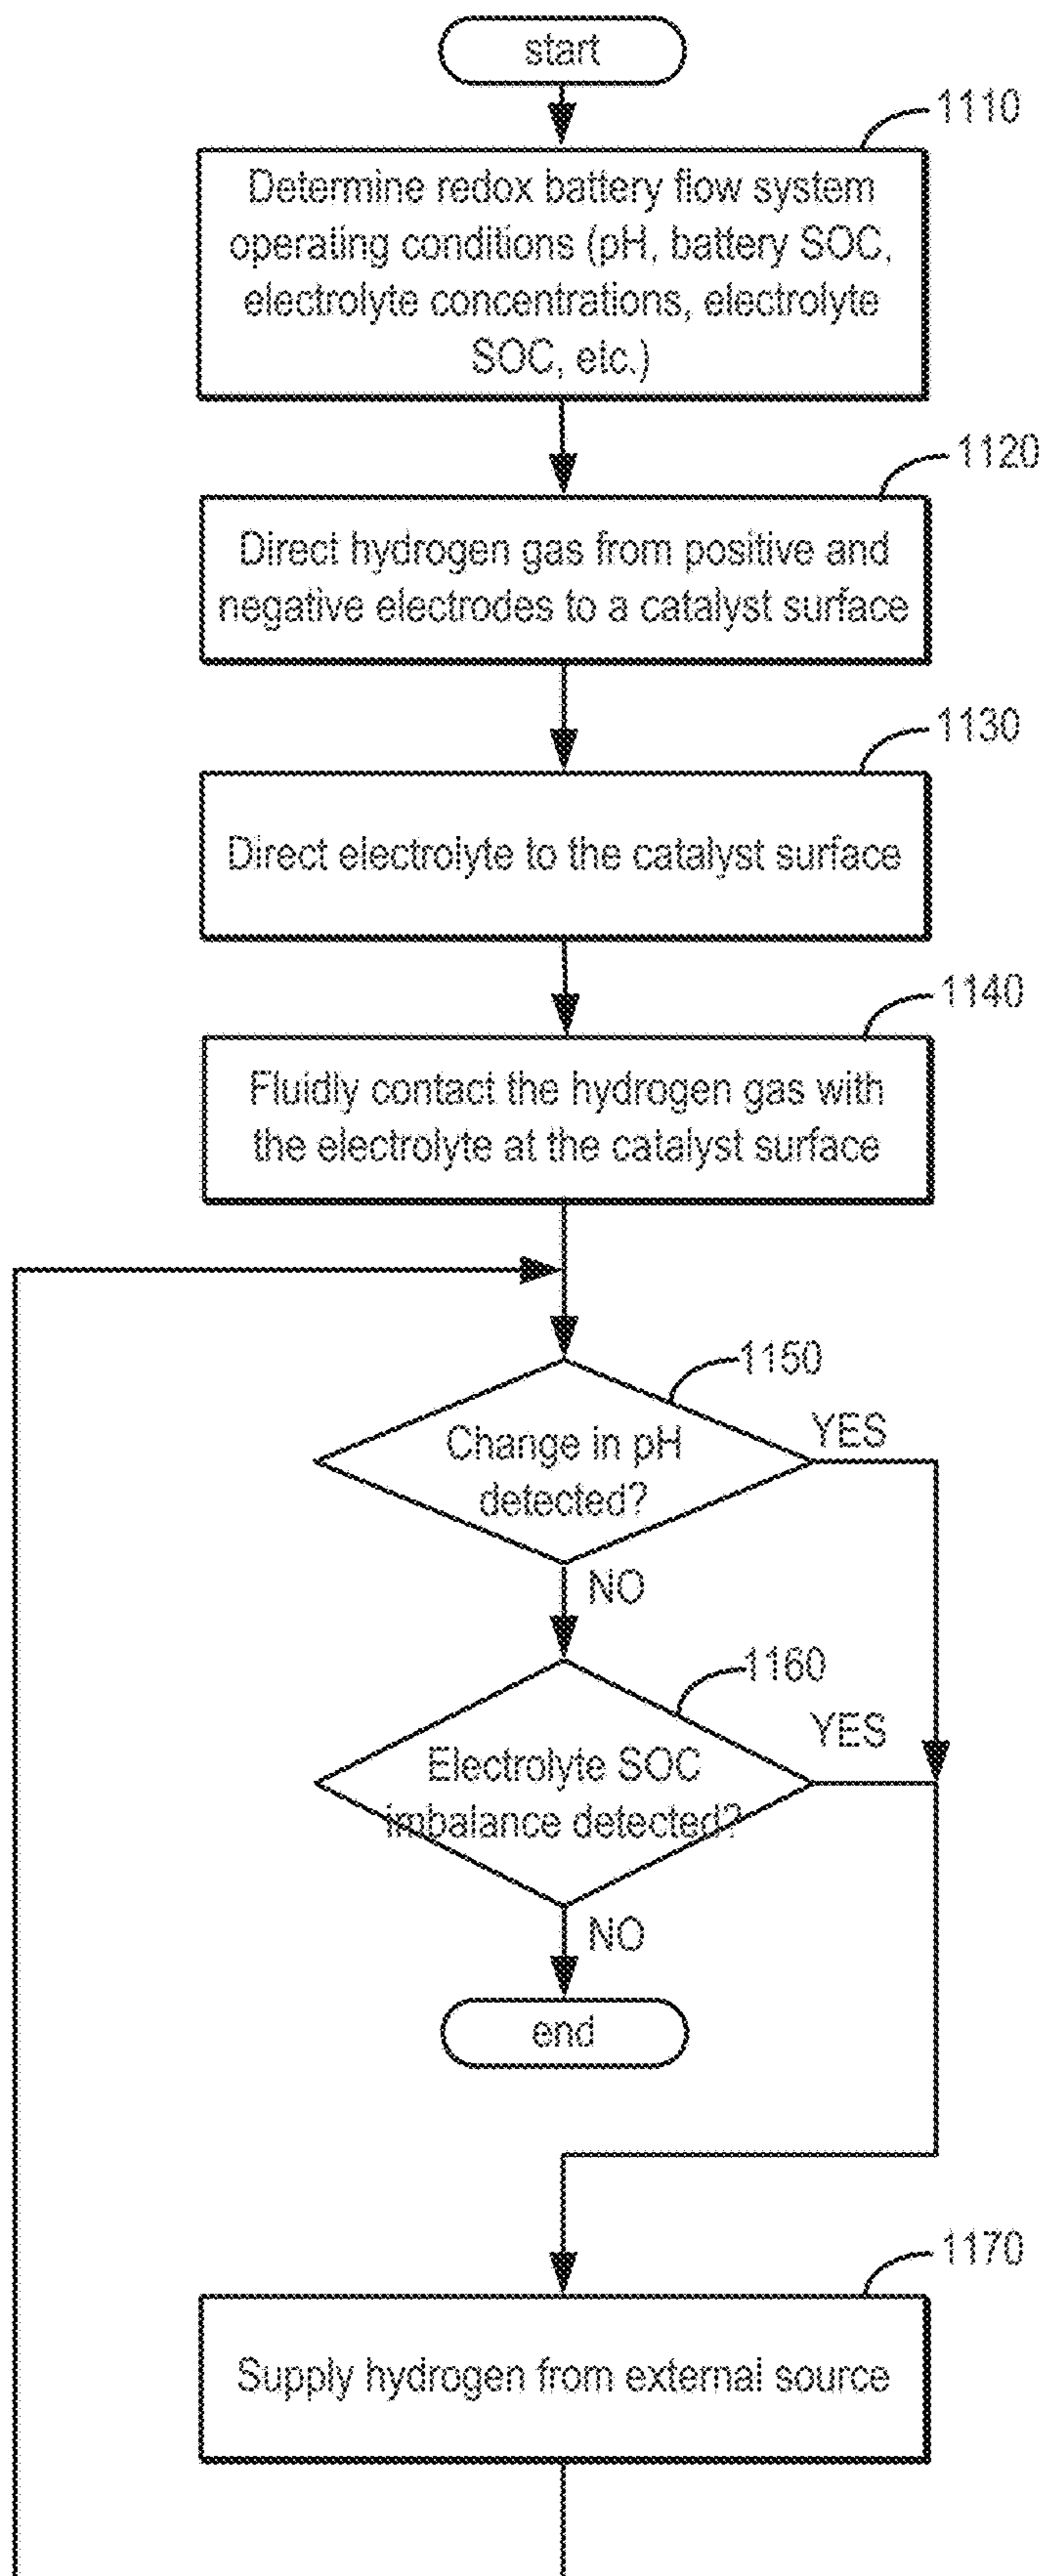 start
1110
Determine redox battery flow system
operating conditions (pH, battery SOC,
electrolyte concentrations, electrolyte
SOC, etc.)
1120
Direct hydrogen gas from positive and
negative electrodes to a catalyst surface
1130
Direct electrolyte to the catalyst surface
1140
Fluidly contact the hydrogen gas with
the electrolyte at the catalyst surface
1150
Change in pH
detected?
YES
NO
1160
Electrolyte SOC
imbalance detected?
YES
NO
end
1170
Supply hydrogen from external source